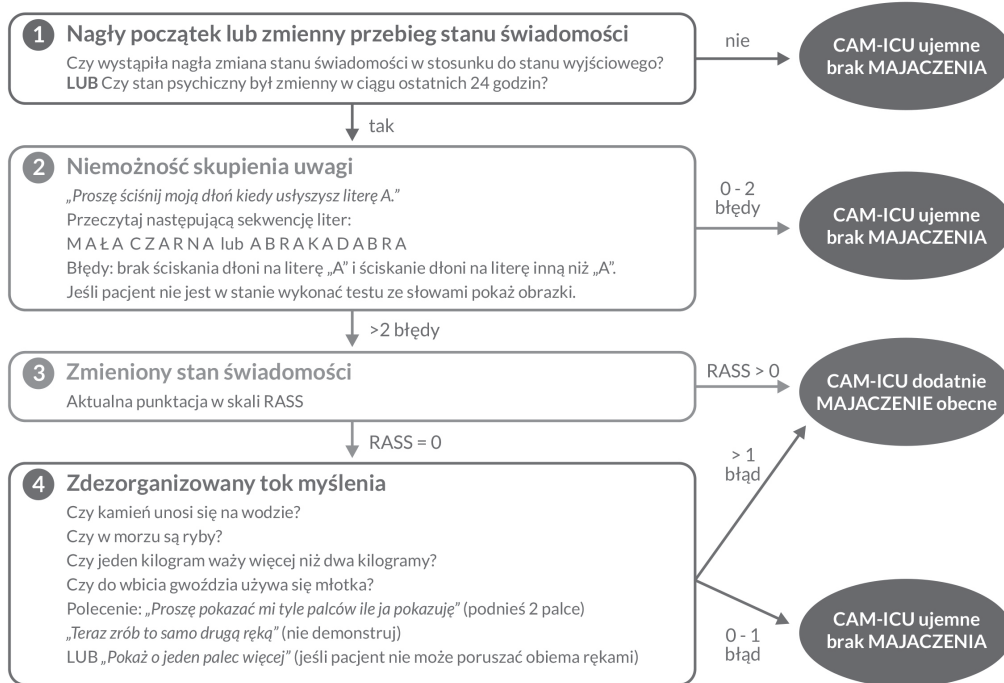 1 Nagły początek lub zmienny przebieg stanu świadomości
Czy wystąpiła nagła zmiana stanu świadomości w stosunku do stanu wyjściowego?
LUB Czy stan psychiczny był zmienny w ciągu ostatnich 24 godzin?
nie
CAM-ICU ujemne
brak MAJACZENIA
tak
2 Niemożność skupienia uwagi
„Proszę ściśnij moją dłoń kiedy usłyszysz literę A.”
Przeczytaj następującą sekwencję liter:
M A Ł A C Z A R N A lub A B R A K A D A B R A
Błędy: brak ściskania dłoni na literę „A” i ściskanie dłoni na literę inną niż „A”.
Jeśli pacjent nie jest w stanie wykonać testu ze słowami pokaż obrazki.
0 - 2
błędy
CAM-ICU ujemne
brak MAJACZENIA
>2 błędy
3 Zmieniony stan świadomości
Aktualna punktacja w skali RASS
RASS > 0
CAM-ICU dodatnie
MAJACZENIE obecne
RASS = 0
4 Zdezorganizowany tok myślenia
Czy kamień unosi się na wodzie?
Czy w morzu są ryby?
Czy jeden kilogram waży więcej niż dwa kilogramy?
Czy do wbicia gwoździa używa się młotka?
Polecenie: „Proszę pokazać mi tyle palców ile ja pokazuję” (podnieś 2 palce)
„Teraz zrób to samo drugą ręką” (nie demonstruj)
LUB „Pokaż o jeden palec więcej” (jeśli pacjent nie może poruszać obiema rękami)
> 1
błąd
0 - 1
błąd
CAM-ICU ujemne
brak MAJACZENIA